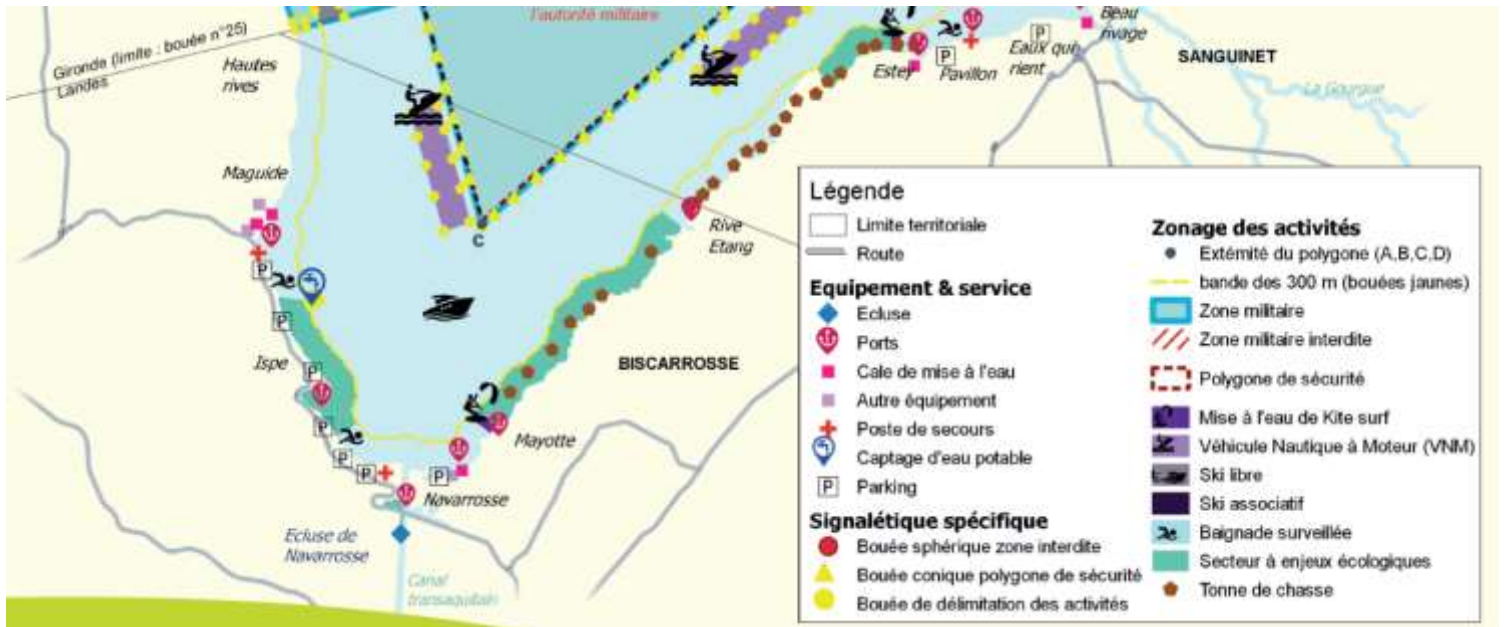 l'autorité militaire
Beau
rivage
Gironde (limite : bouée n°25)
Landes
Hautes
rives
Estey
Pavillon
Eaux qui
rient
SANGUINET
La Gourgue
Maguide
Rive
Etang
C
Ispe
BISCARROSSE
Mayotte
Navarrosse
Ecluse de
Navarrosse
Canal
transaquitain
P
P
P
P
P
P
P
P
P
P
Légende
Limite territoriale
Route
Equipement & service
Ecluse
Ports
Cale de mise à l'eau
Autre équipement
Poste de secours
Captage d'eau potable
P Parking
Signalétique spécifique
Bouée sphérique zone interdite
Bouée conique polygone de sécurité
Bouée de délimitation des activités
Zonage des activités
Extémité du polygone (A,B,C,D)
bande des 300 m (bouées jaunes)
Zone militaire
Zone militaire interdite
Polygone de sécurité
Mise à l'eau de Kite surf
Véhicule Nautique à Moteur (VNM)
Ski libre
Ski associatif
Baignade surveillée
Secteur à enjeux écologiques
Tonne de chasse